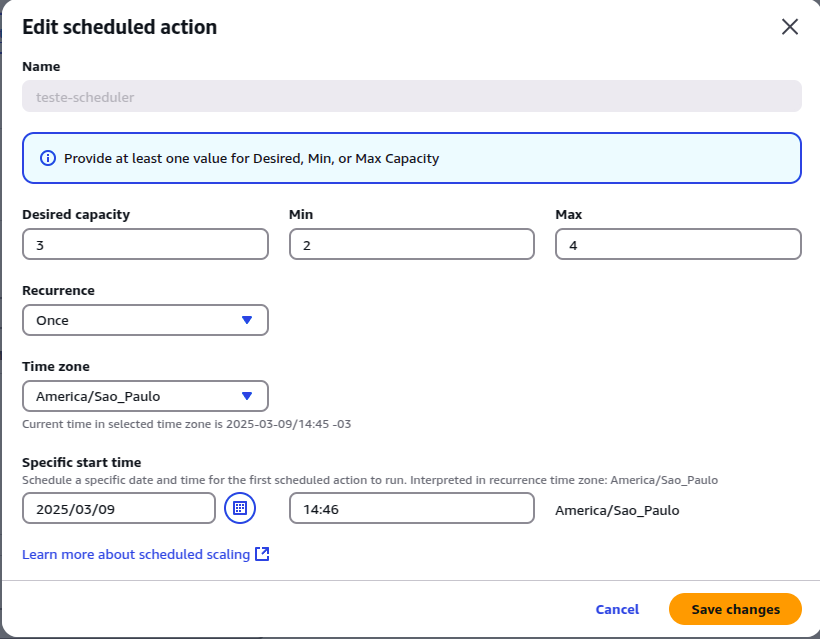 Edit scheduled action
Name
teste-scheduler
Provide at least one value for Desired, Min, or Max Capacity
Desired capacity Min Max
3 2 4
Recurrence
Once
Time zone
America/Sao_Paulo
Current time in selected time zone is 2025-03-09/14:45 -03
Specific start time
Schedule a specific date and time for the first scheduled action to run. Interpreted in recurrence time zone: America/Sao_Paulo
2025/03/09 14:46 America/Sao_Paulo
Learn more about scheduled scaling
Cancel Save changes